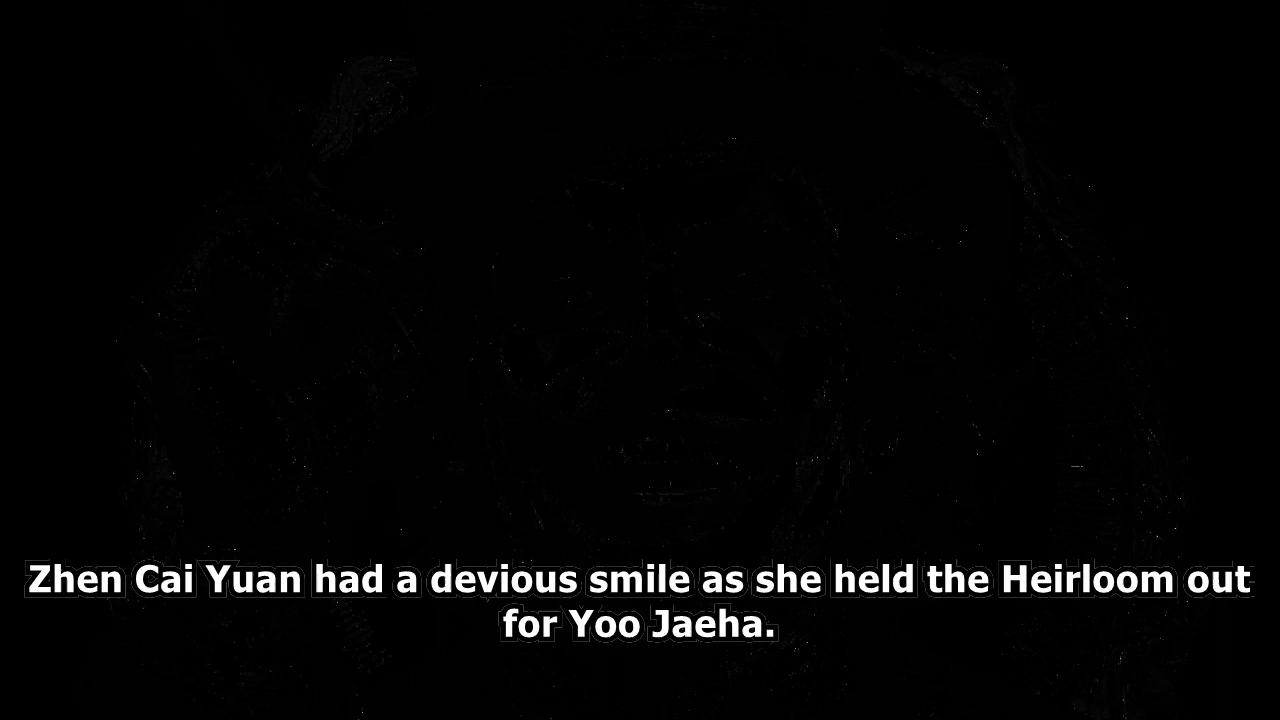 Zhen Cai Yuan had a devious smile as she held the Heirloom out
for Yoo Jaeha.